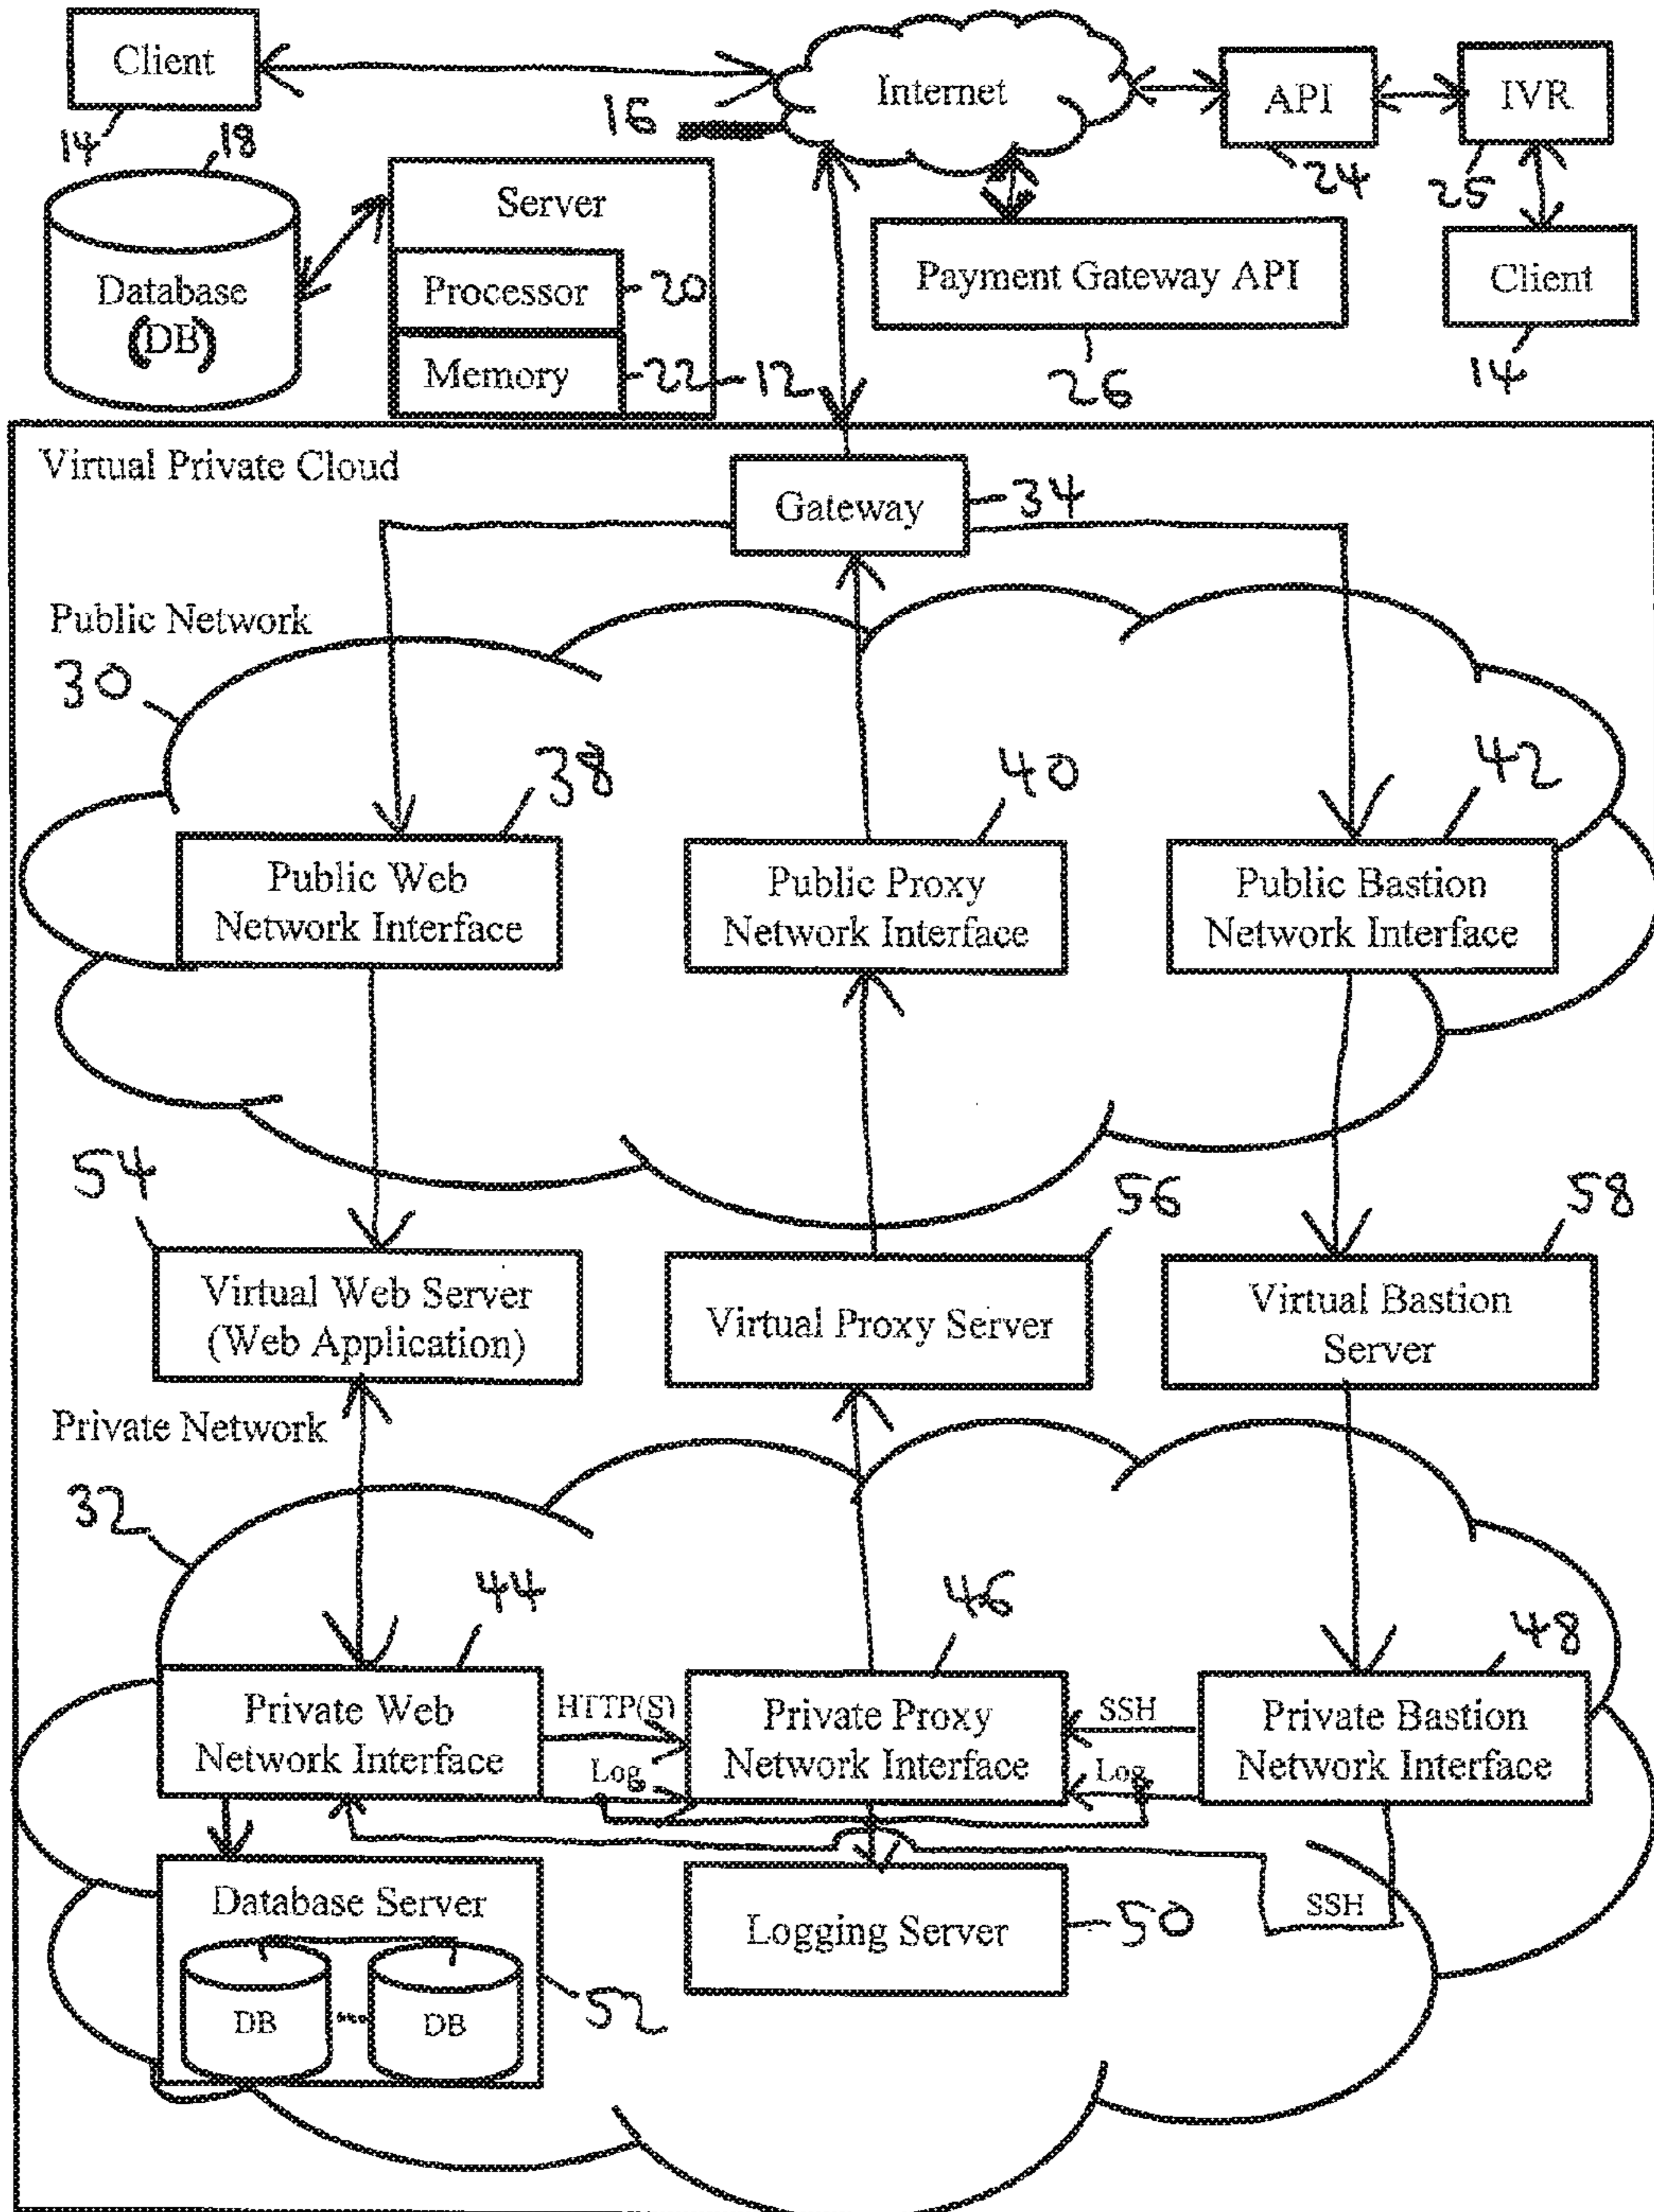 Client
Internet
API
IVR
14
18
16
24
25
Server
Database
(DB)
Processor
20
Memory
22
12
Payment Gateway API
26
Client
14
Virtual Private Cloud
Gateway
34
Public Network
30
38
40
42
Public Web
Network Interface
Public Proxy
Network Interface
Public Bastion
Network Interface
54
56
58
Virtual Web Server
(Web Application)
Virtual Proxy Server
Virtual Bastion
Server
Private Network
32
44
46
48
Private Web
Network Interface
HTTP(S)
Log
Private Proxy
Network Interface
SSH
Log
Private Bastion
Network Interface
Database Server
DB
DB
52
Logging Server
50
SSH